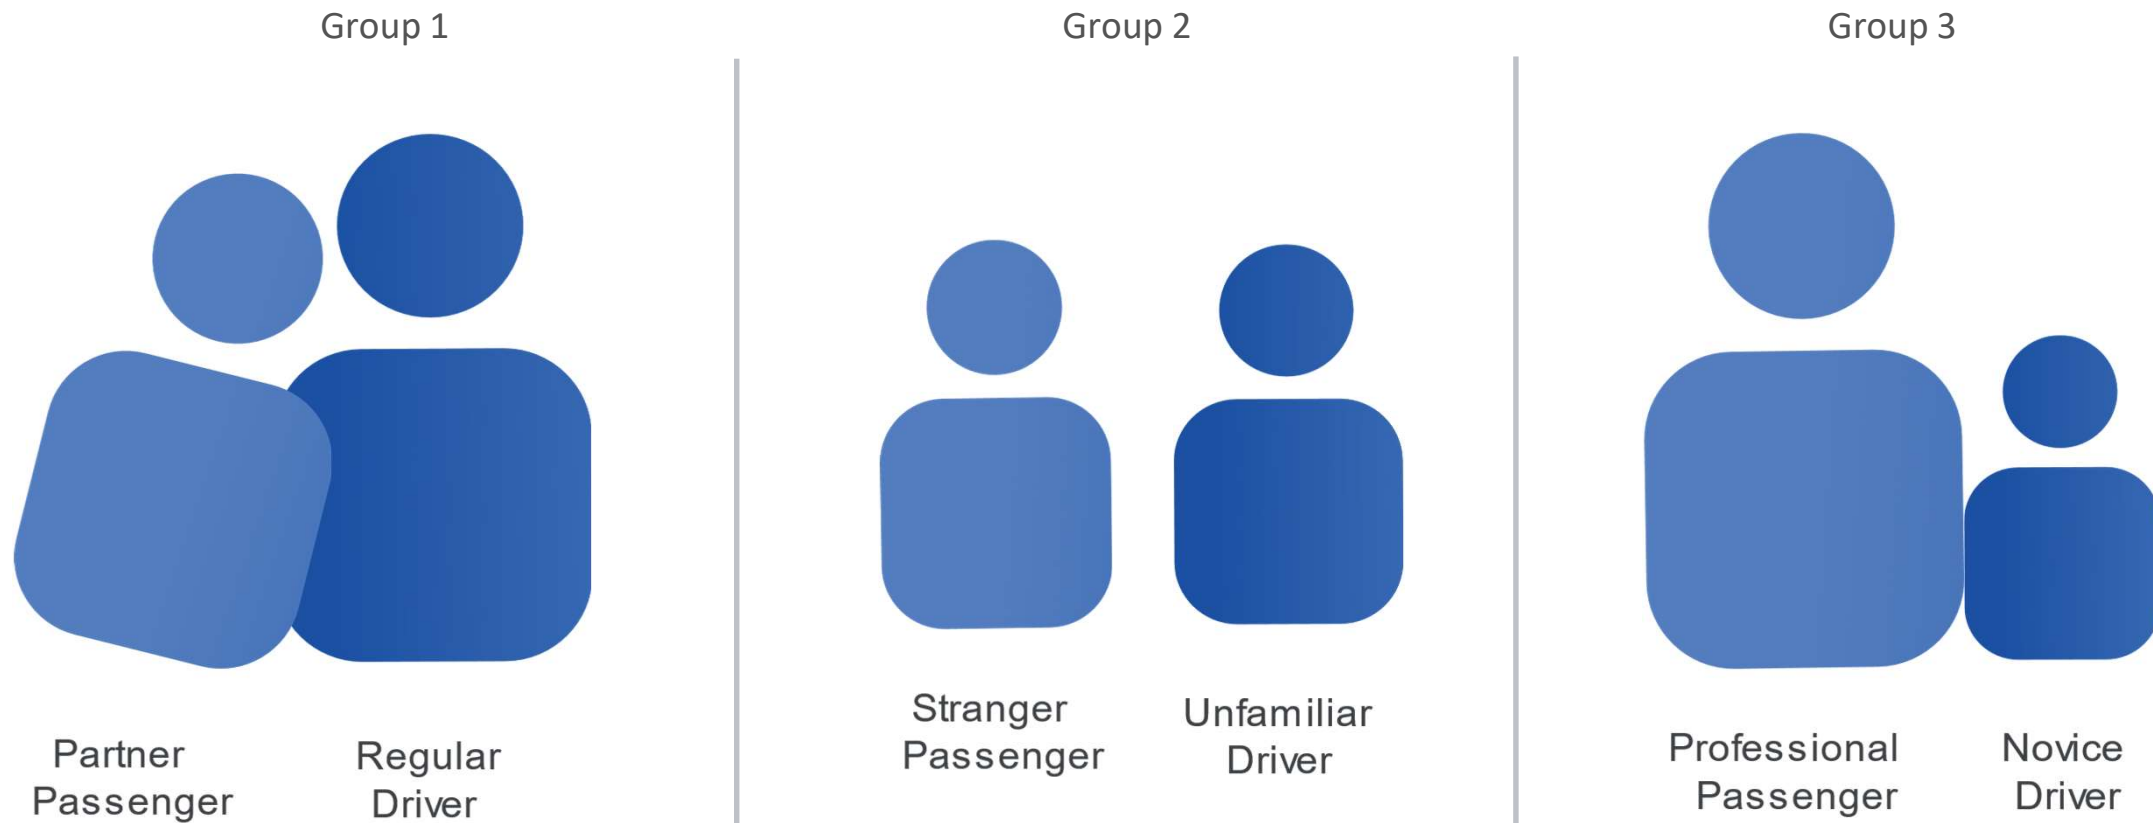 Group 1
Group 2
Group 3
Partner
Passenger
Regular
Driver
Stranger
Passenger
Unfamiliar
Driver
Professional
Passenger
Novice
Driver